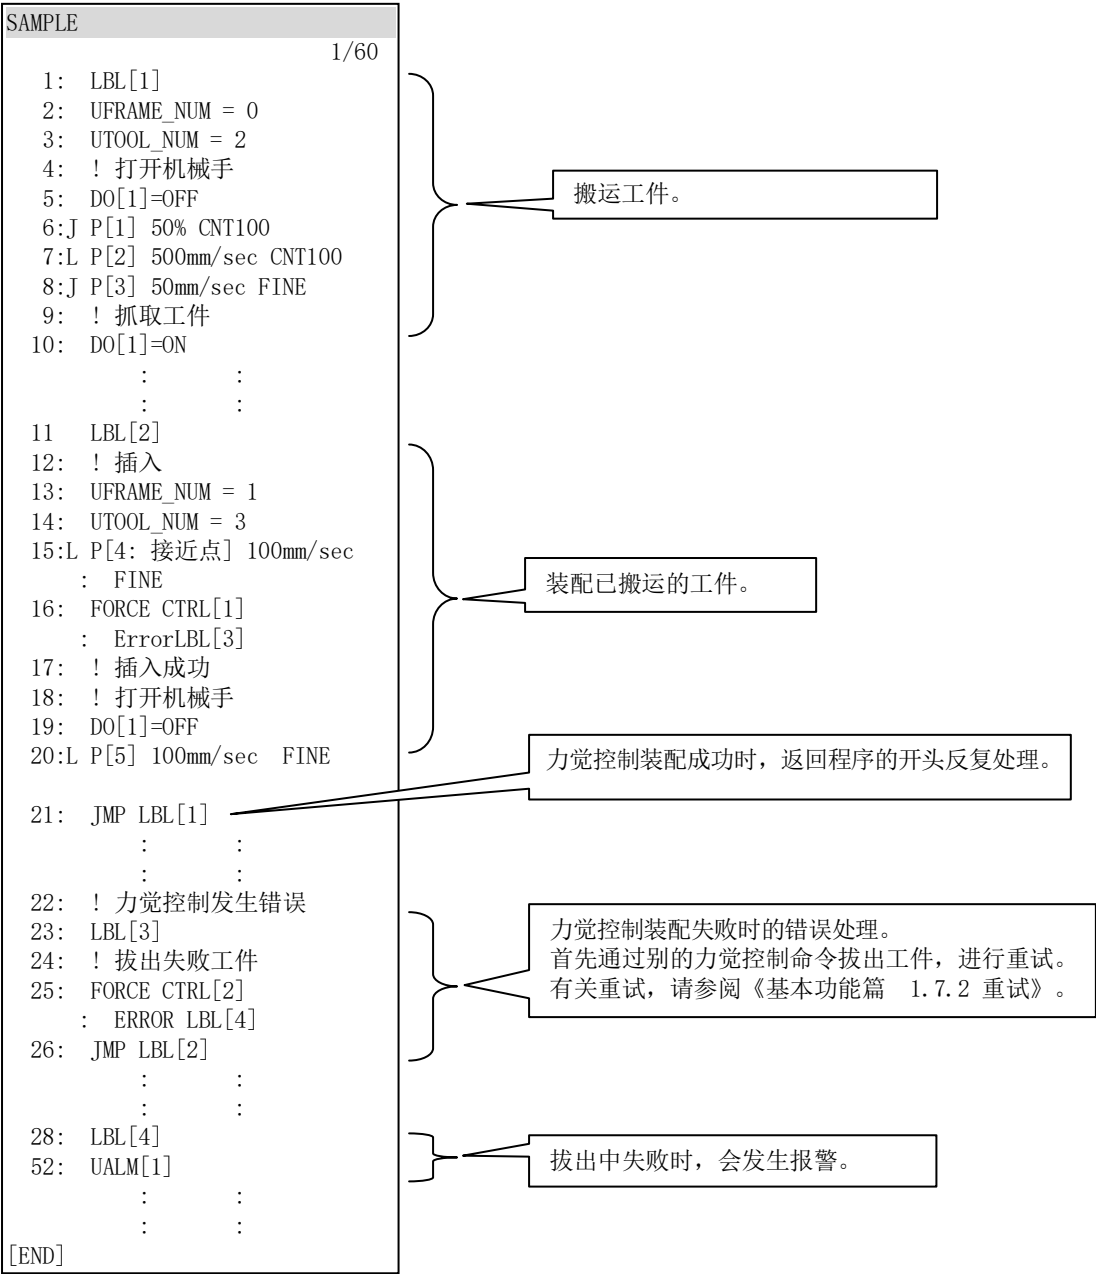 SAMPLE
1/60
1: LBL[1]
2: UFRAME_NUM = 0
3: UTOOL_NUM = 2
4: ! 打开机械手
5: DO[1]=OFF
6:J P[1] 50% CNT100
7:L P[2] 500mm/sec CNT100
8:J P[3] 50mm/sec FINE
9: ! 抓取工件
10: DO[1]=ON
: :
: :
搬运工件。
11 LBL[2]
12: ! 插入
13: UFRAME_NUM = 1
14: UTOOL_NUM = 3
15:L P[4: 接近点] 100mm/sec
: FINE
16: FORCE CTRL[1]
: ErrorLBL[3]
17: ! 插入成功
18: ! 打开机械手
19: DO[1]=OFF
20:L P[5] 100mm/sec FINE
装配已搬运的工件。
21: JMP LBL[1]
: :
: :
力觉控制装配成功时，返回程序的开头反复处理。
22: ! 力觉控制发生错误
23: LBL[3]
24: ! 拔出失败工件
25: FORCE CTRL[2]
: ERROR LBL[4]
26: JMP LBL[2]
: :
: :
力觉控制装配失败时的错误处理。
首先通过别的力觉控制命令拔出工件，进行重试。
有关重试，请参阅《基本功能篇 1.7.2 重试》。
28: LBL[4]
52: UALM[1]
: :
: :
拔出中失败时，会发生报警。
[END]